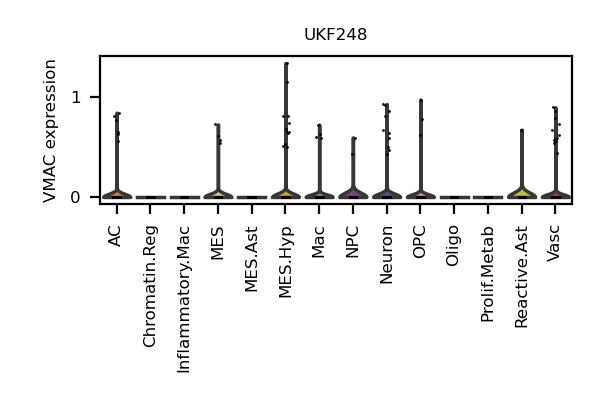 UKF248
VMAC expression
1
0
AC
Chromatin.Reg
Inflammatory.Mac
MES
MES.Ast
MES.Hyp
Mac
NPC
Neuron
OPC
Oligo
Prolif.Metab
Reactive.Ast
Vasc